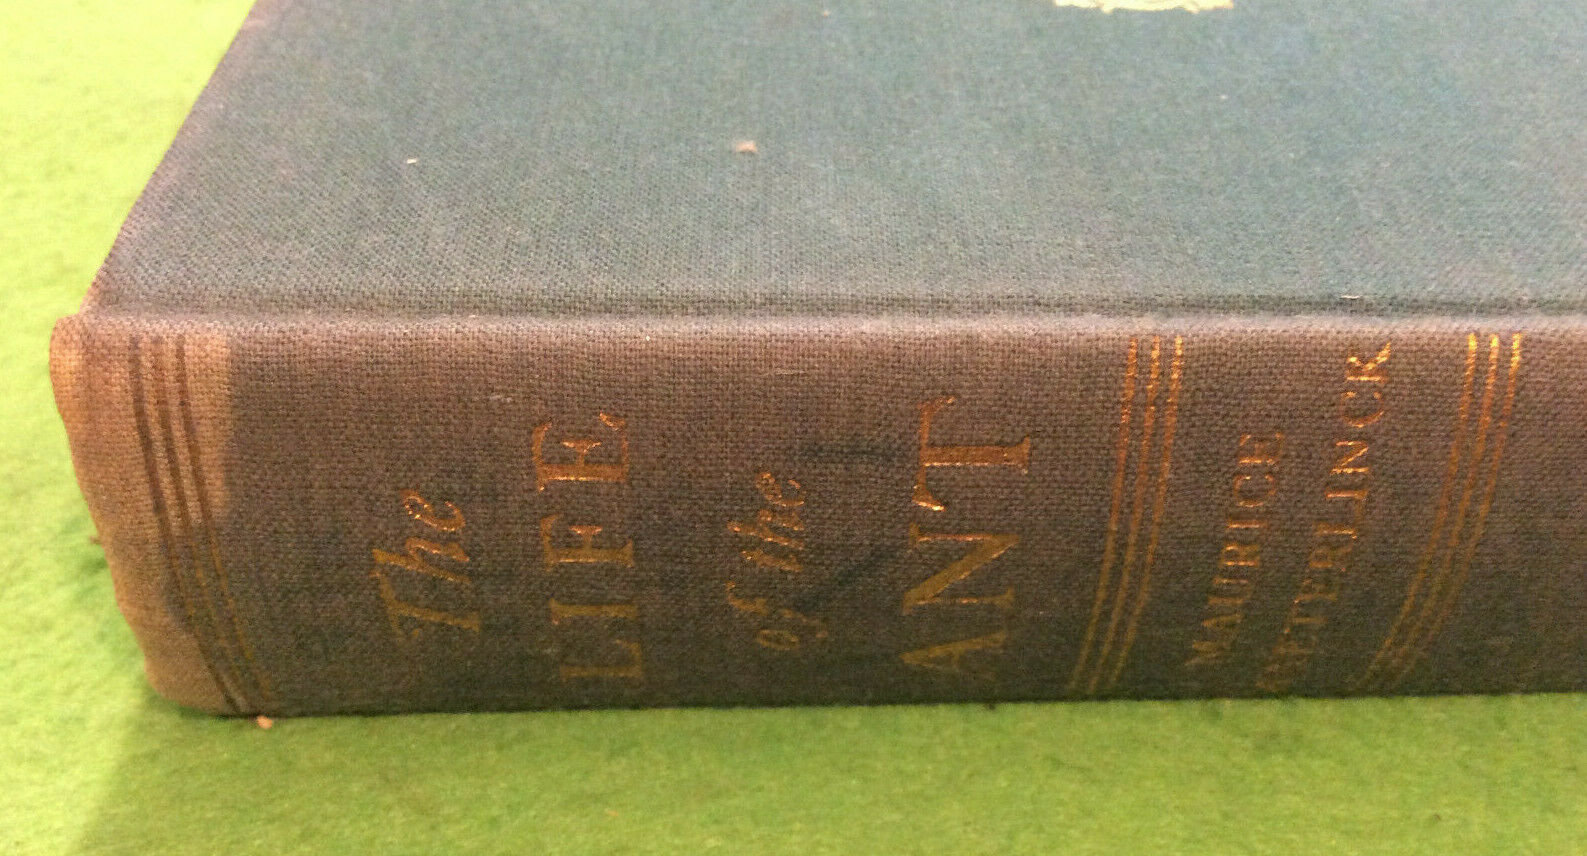 The
LIFE
of the
ANT
MAURICE
MAETERLINCK